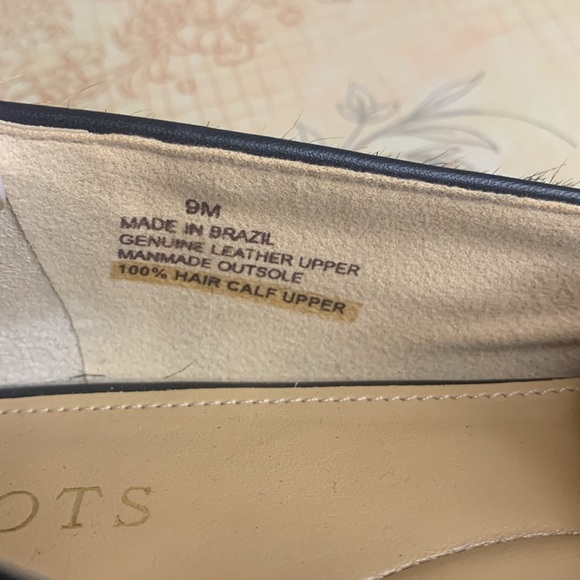 9M
MADE IN BRAZIL
GENUINE LEATHER UPPER
MANMADE OUTSOLE
100% HAIR CALF UPPER
OTS